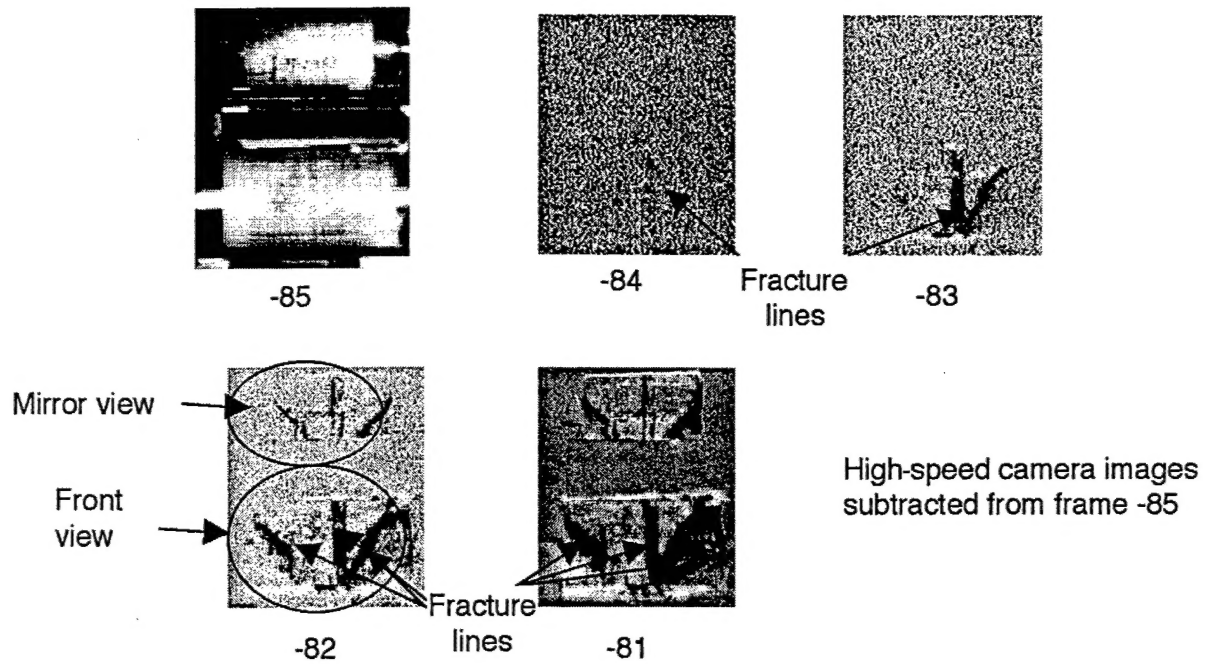 -85
-84
Fracture
lines
-83
Mirror view
Front
view
High-speed camera images
subtracted from frame -85
Fracture
lines
-82
-81